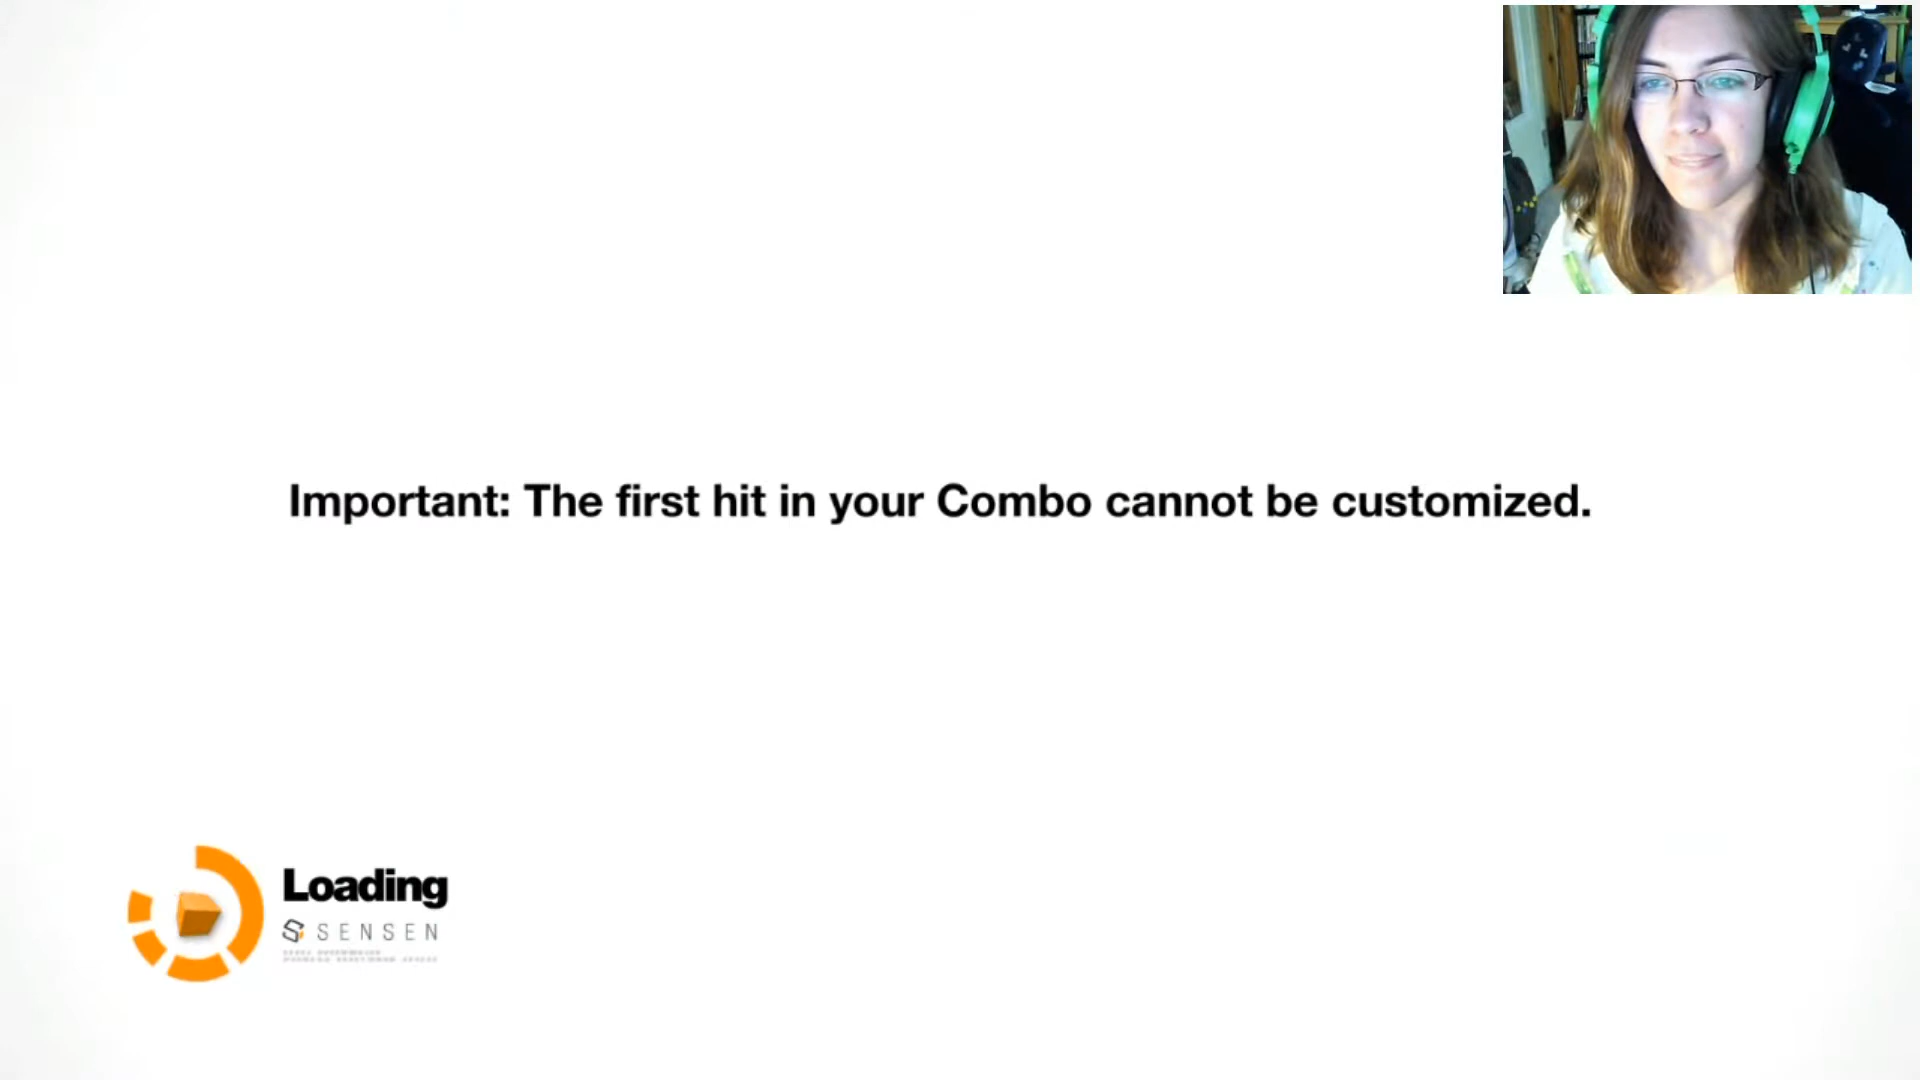 Important: The first hit in your Combo cannot be customized.
Loading
SENSEN